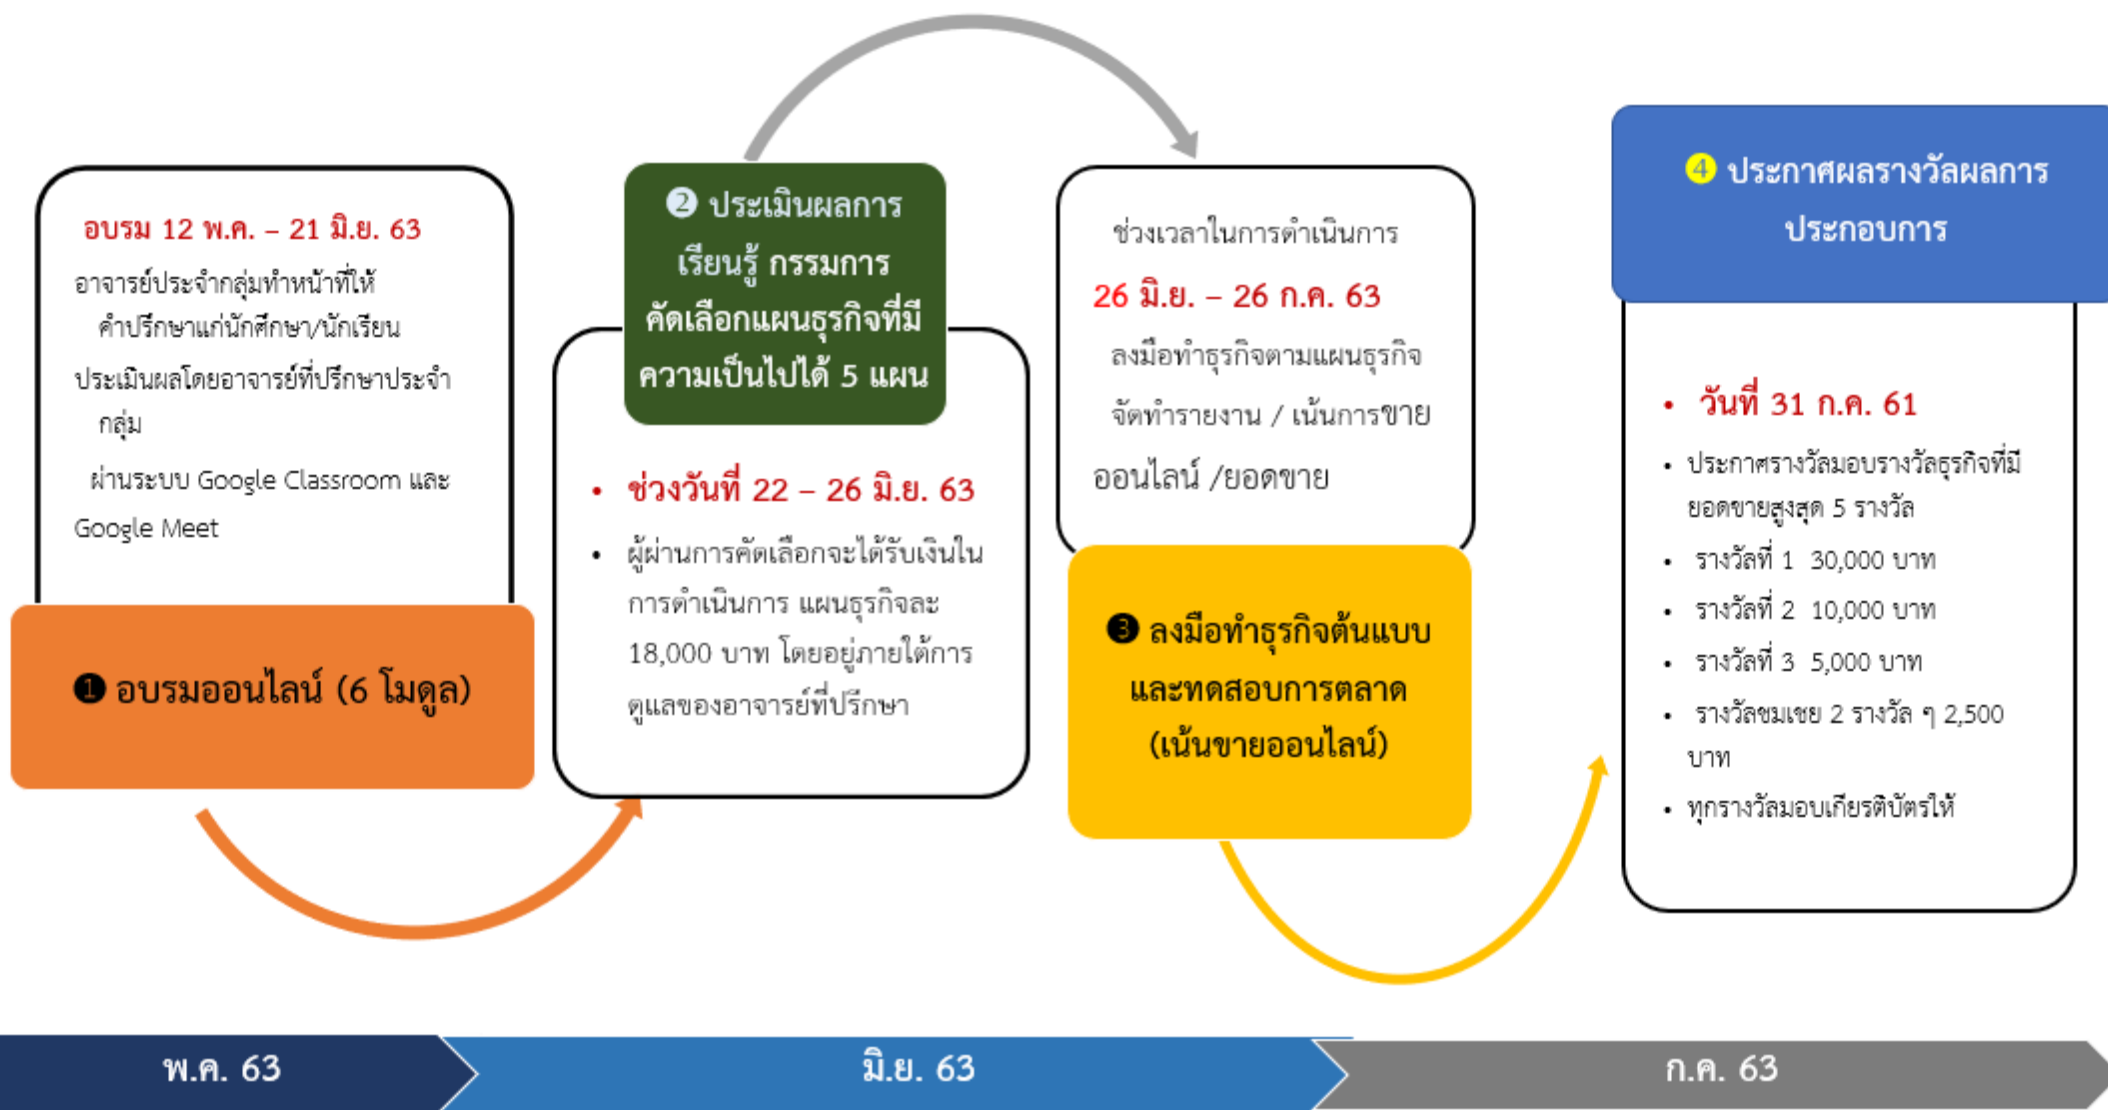 อบรม 12 พ.ค. – 21 มิ.ย. 63
อาจารย์ประจำกลุ่มทำหน้าที่ให้
คำปรึกษาแก่นักศึกษา/นักเรียน
ประเมินผลโดยอาจารย์ที่ปรึกษาประจำ
กลุ่ม
ผ่านระบบ Google Classroom และ
Google Meet
❶ อบรมออนไลน์ (6 โมดูล)
❷ ประเมินผลการ
เรียนรู้ กรรมการ
คัดเลือกแผนธุรกิจที่มี
ความเป็นไปได้ 5 แผน
• ช่วงวันที่ 22 – 26 มิ.ย. 63
• ผู้ผ่านการคัดเลือกจะได้รับเงินใน
การดำเนินการ แผนธุรกิจละ
18,000 บาท โดยอยู่ภายใต้การ
ดูแลของอาจารย์ที่ปรึกษา
ช่วงเวลาในการดำเนินการ
26 มิ.ย. – 26 ก.ค. 63
ลงมือทำธุรกิจตามแผนธุรกิจ
จัดทำรายงาน / เน้นการขาย
ออนไลน์ /ยอดขาย
❸ ลงมือทำธุรกิจต้นแบบ
และทดสอบการตลาด
(เน้นขายออนไลน์)
❹ ประกาศผลรางวัลผลการ
ประกอบการ
• วันที่ 31 ก.ค. 61
• ประกาศรางวัลมอบรางวัลธุรกิจที่มี
ยอดขายสูงสุด 5 รางวัล
• รางวัลที่ 1 30,000 บาท
• รางวัลที่ 2 10,000 บาท
• รางวัลที่ 3 5,000 บาท
• รางวัลชมเชย 2 รางวัล ๆ 2,500
บาท
• ทุกรางวัลมอบเกียรติบัตรให้
พ.ค. 63
มิ.ย. 63
ก.ค. 63